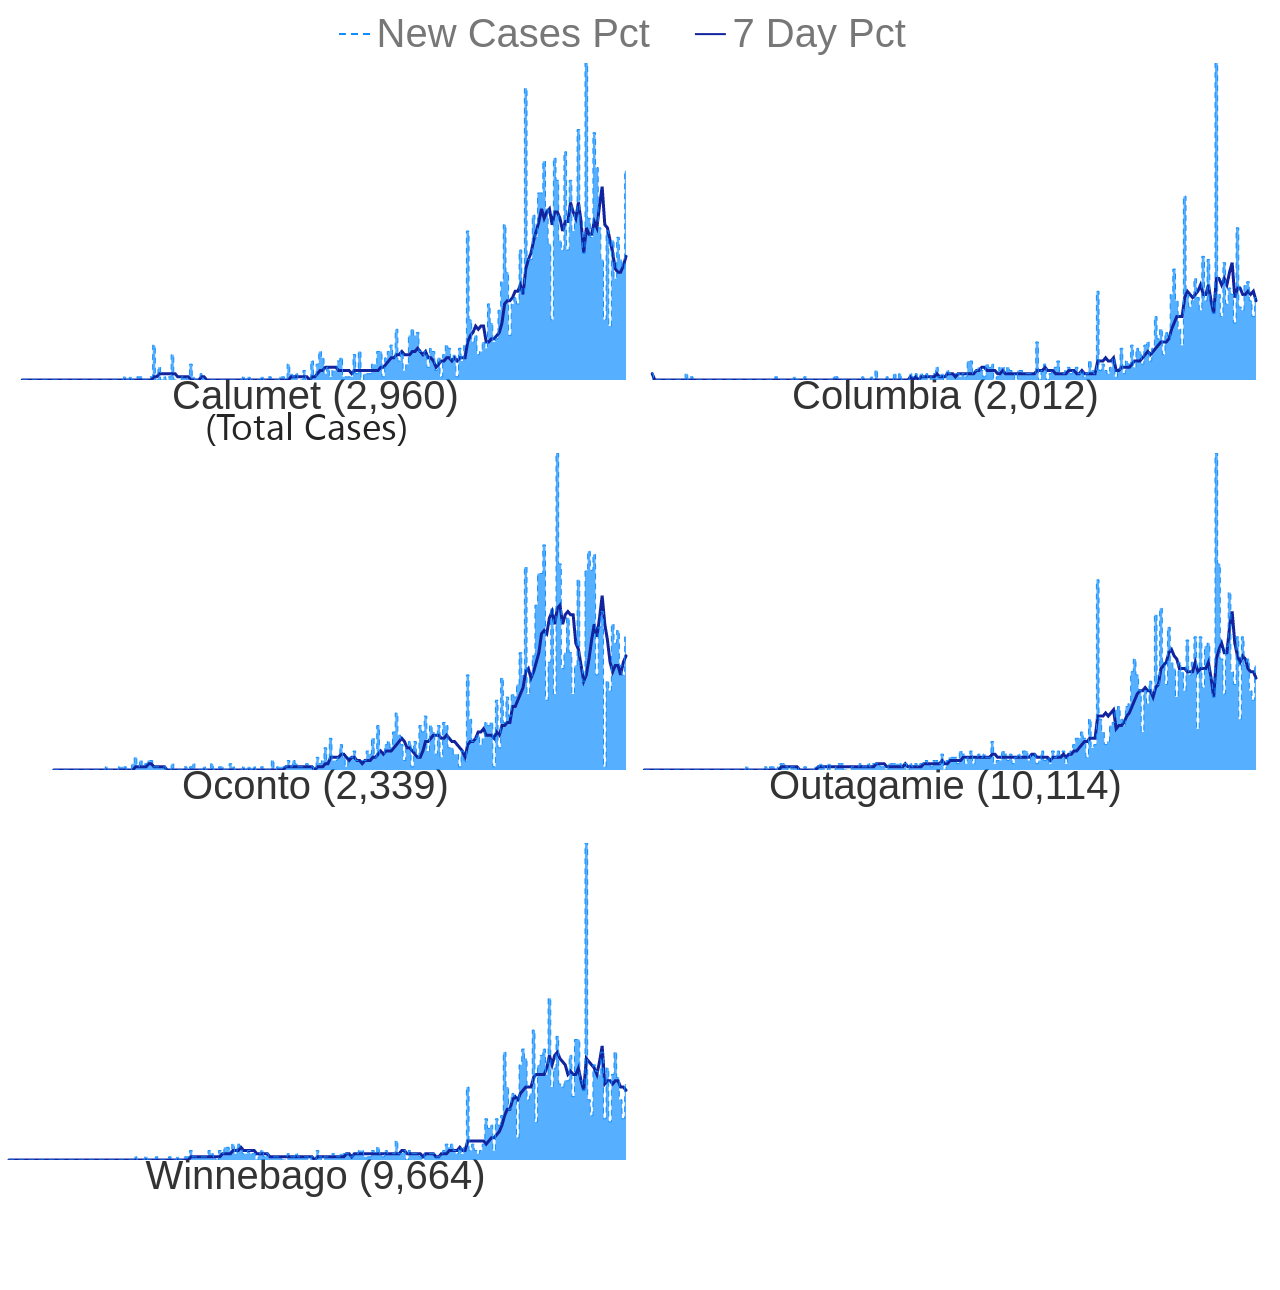 New Cases Pct 7 Day Pct
Calumet (2,960) Columbia (2,012)
(Total Cases)
Oconto (2,339) Outagamie (10,114)
Winnebago (9,664)